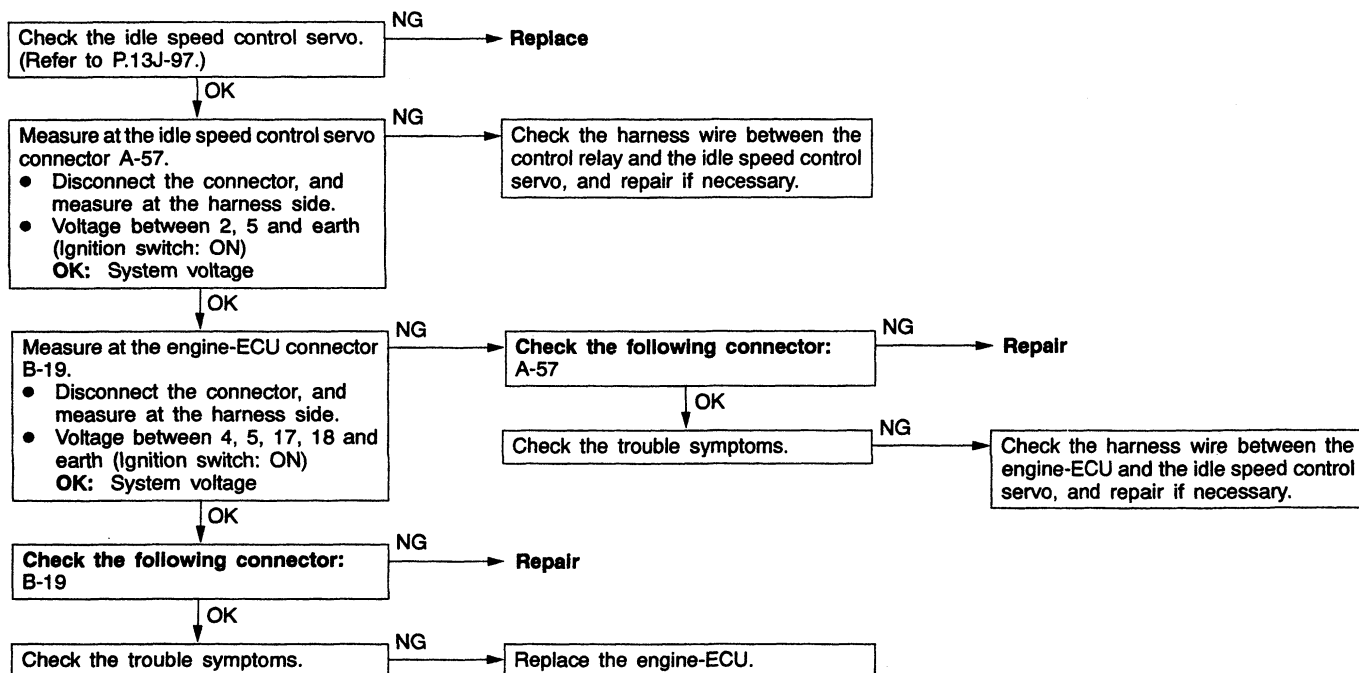 Check the idle speed control servo.
(Refer to P.13J-97.)
NG
Replace
OK
Measure at the idle speed control servo
connector A-57.
● Disconnect the connector, and
measure at the harness side.
● Voltage between 2, 5 and earth
(Ignition switch: ON)
OK: System voltage
NG
Check the harness wire between the
control relay and the idle speed control
servo, and repair if necessary.
OK
Measure at the engine-ECU connector
B-19.
● Disconnect the connector, and
measure at the harness side.
● Voltage between 4, 5, 17, 18 and
earth (Ignition switch: ON)
OK: System voltage
NG
Check the following connector:
A-57
NG
Repair
OK
Check the trouble symptoms.
NG
Check the harness wire between the
engine-ECU and the idle speed control
servo, and repair if necessary.
OK
Check the following connector:
B-19
NG
Repair
OK
Check the trouble symptoms.
NG
Replace the engine-ECU.